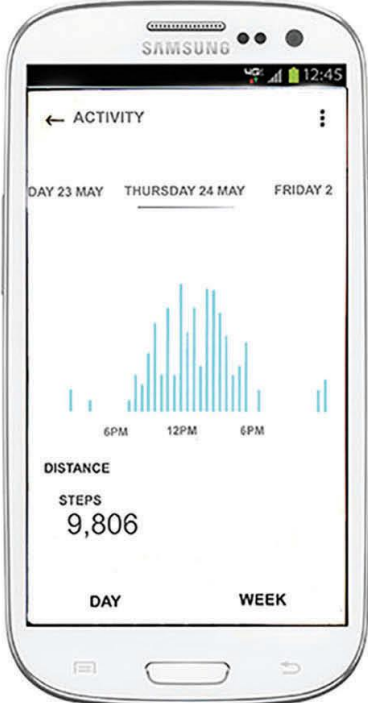 SAMSUNG
4G 12:45
← ACTIVITY
DAY 23 MAY THURSDAY 24 MAY FRIDAY 2
6PM 12PM 6PM
DISTANCE
STEPS
9,806
DAY WEEK